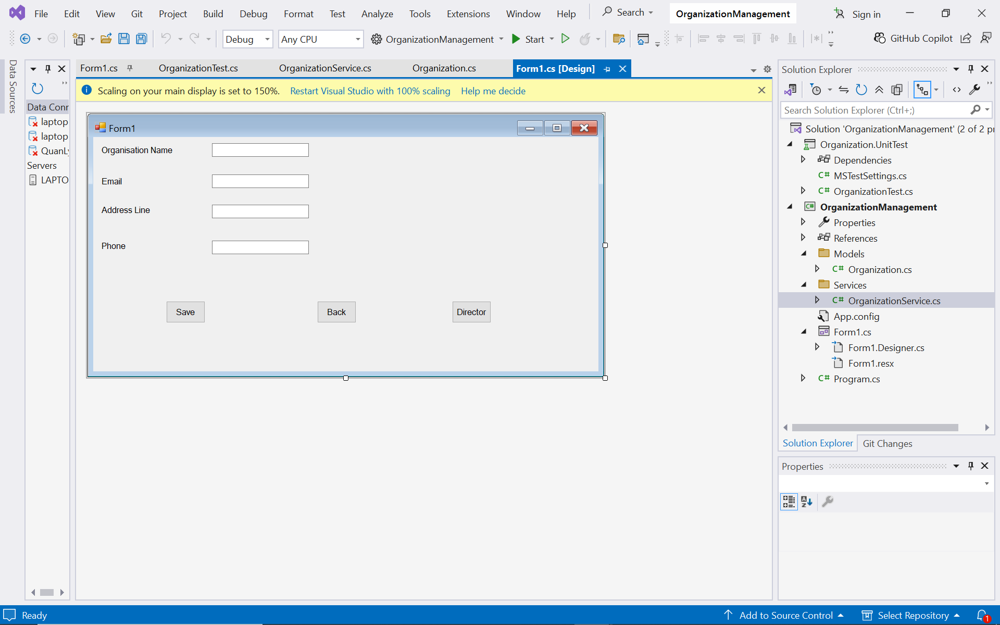 File Edit View Git Project Build Debug Format Test Analyze Tools Extensions Window Help Search OrganizationManagement Sign in
Debug Any CPU OrganizationManagement Start GitHub Copilot
Data Sources
Form1.cs OrganizationTest.cs OrganizationService.cs Organization.cs Form1.cs [Design]
Scaling on your main display is set to 150%. Restart Visual Studio with 100% scaling Help me decide
Data Conr
laptop
laptop
QuanLy
Servers
LAPTO
Form1
Organisation Name
Email
Address Line
Phone
Save Back Director
Solution Explorer
Search Solution Explorer (Ctrl+;)
Solution 'OrganizationManagement' (2 of 2 pr
Organization.UnitTest
Dependencies
C# MSTestSettings.cs
C# OrganizationTest.cs
C# OrganizationManagement
Properties
References
Models
C# Organization.cs
Services
C# OrganizationService.cs
App.config
Form1.cs
Form1.Designer.cs
Form1.resx
C# Program.cs
Solution Explorer Git Changes
Properties
Ready Add to Source Control Select Repository 1